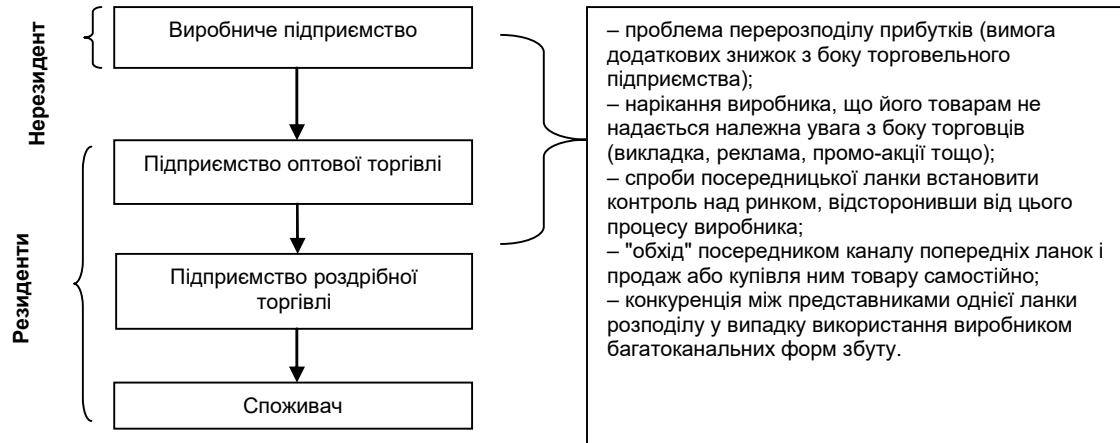 Нерезидент
Резиденти
Виробниче підприємство
Підприємство оптової торгівлі
Підприємство роздрібної
торгівлі
Споживач
– проблема перерозподілу прибутків (вимога
додаткових знижок з боку торговельного
підприємства);
– нарікання виробника, що його товарам не
надається належна увага з боку торговців
(викладка, реклама, промо-акції тощо);
– спроби посередницької ланки встановити
контроль над ринком, відсторонивши від цього
процесу виробника;
– "обхід" посередником каналу попередніх ланок і
продаж або купівля ним товару самостійно;
– конкуренція між представниками однієї ланки
розподілу у випадку використання виробником
багатоканальних форм збуту.